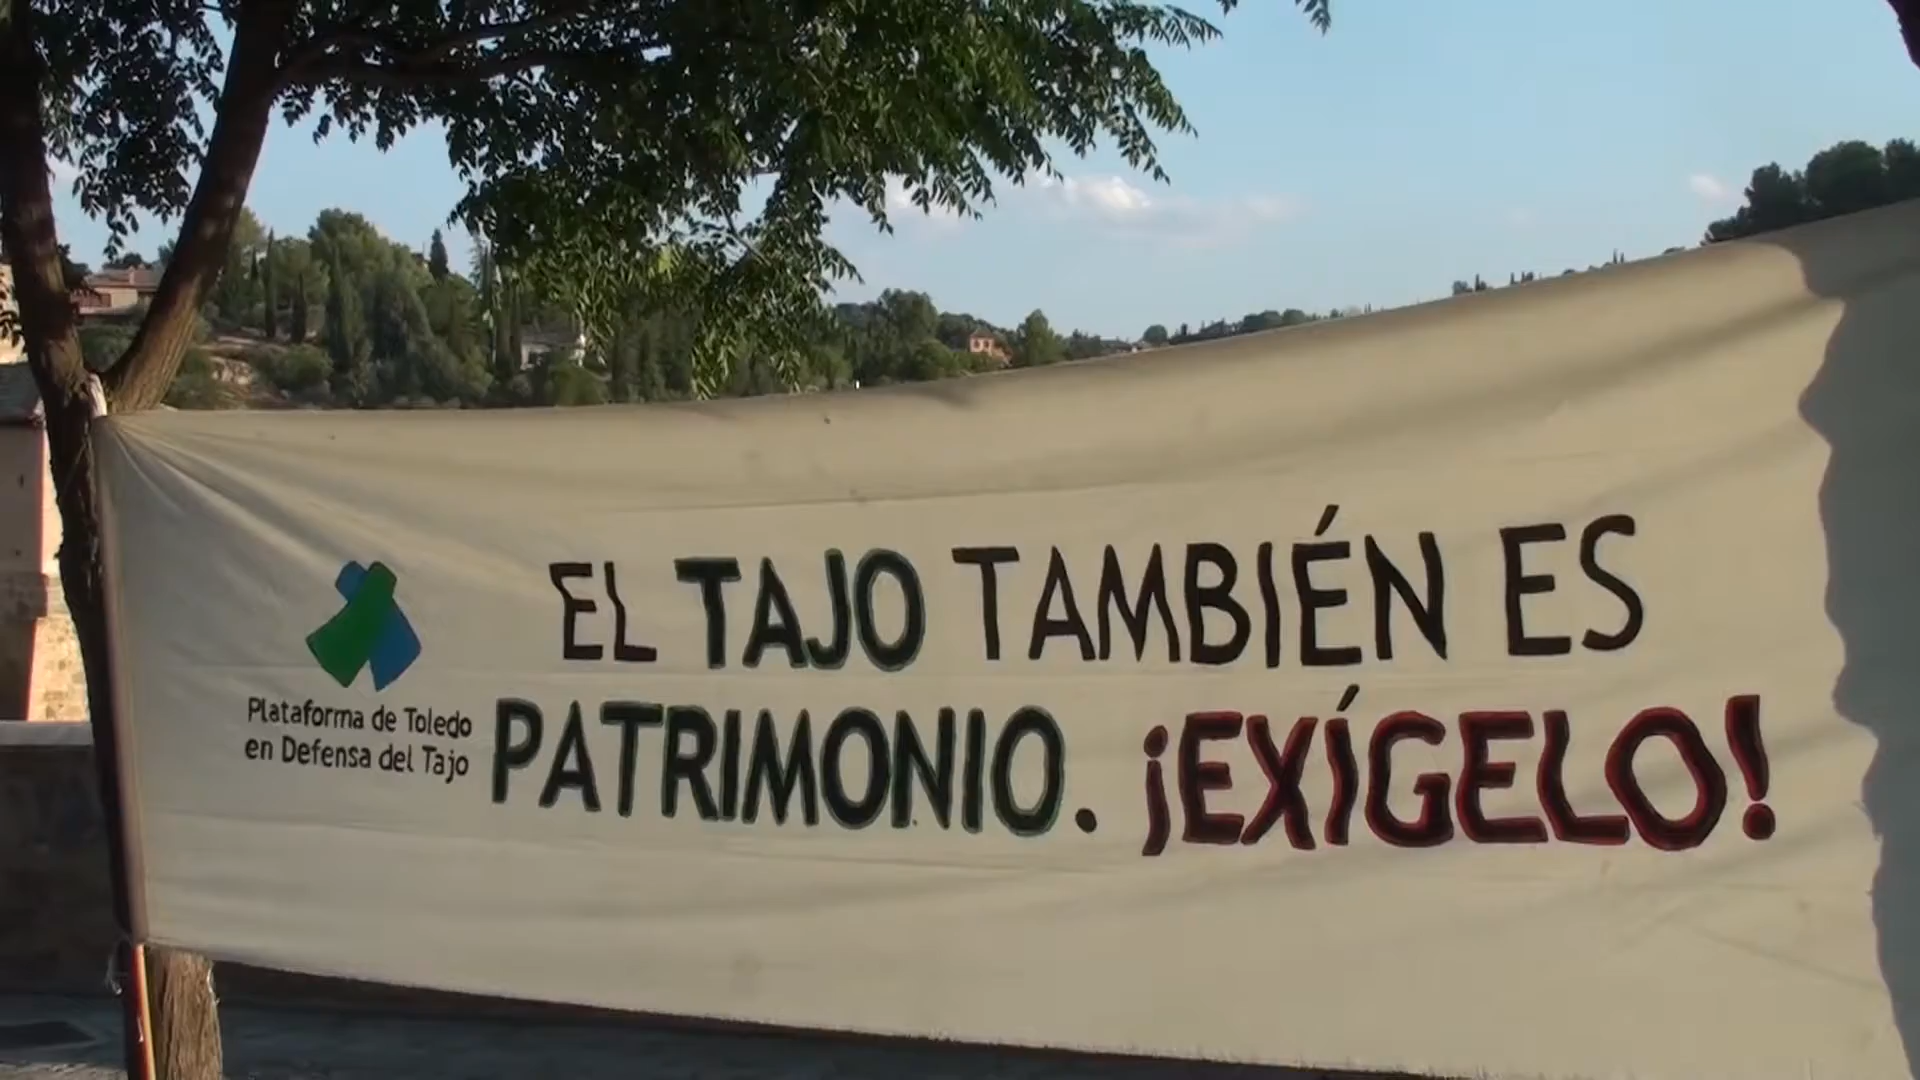 Plataforma de Toledo
en Defensa del Tajo
EL TAJO TAMBIÉN ES
PATRIMONIO. ¡EXÍGELO!